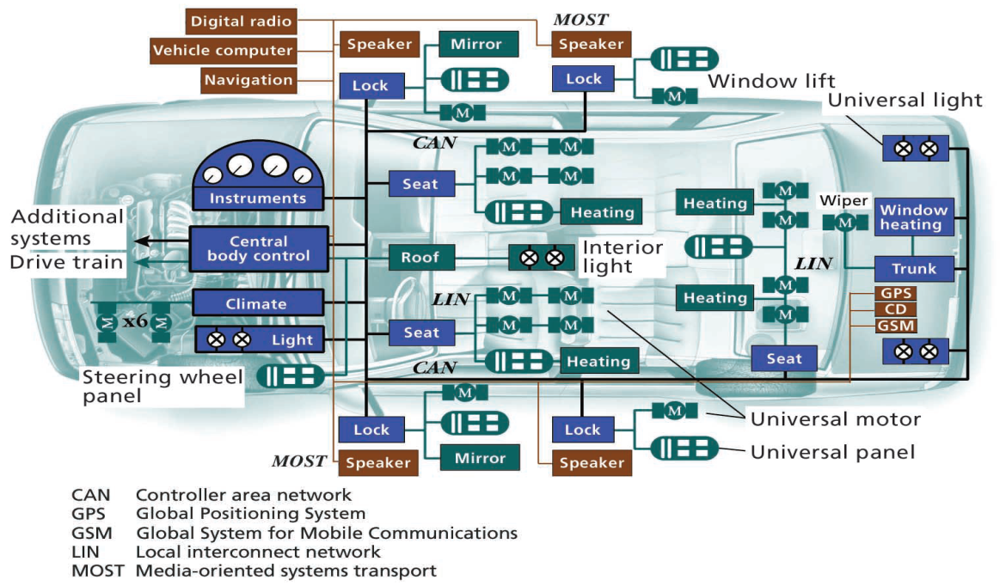 Digital radio
Vehicle computer
Navigation
Speaker
Mirror
Lock
M
MOST
Speaker
Lock
M
Window lift
Universal light
CAN
Instruments
Seat
M
M
M
M
Heating
Heating
M
M
Wiper
M
Window
heating
Additional
systems
Drive train
Central
body control
Roof
Interior
light
LIN
Trunk
GPS
CD
GSM
Climate
M
x6
M
Light
LIN
Seat
M
M
M
M
CAN
Heating
Heating
M
M
Seat
Steering wheel
panel
Lock
M
Mirror
MOST
Speaker
Lock
M
Speaker
Universal motor
Universal panel
CAN Controller area network
GPS Global Positioning System
GSM Global System for Mobile Communications
LIN Local interconnect network
MOST Media-oriented systems transport